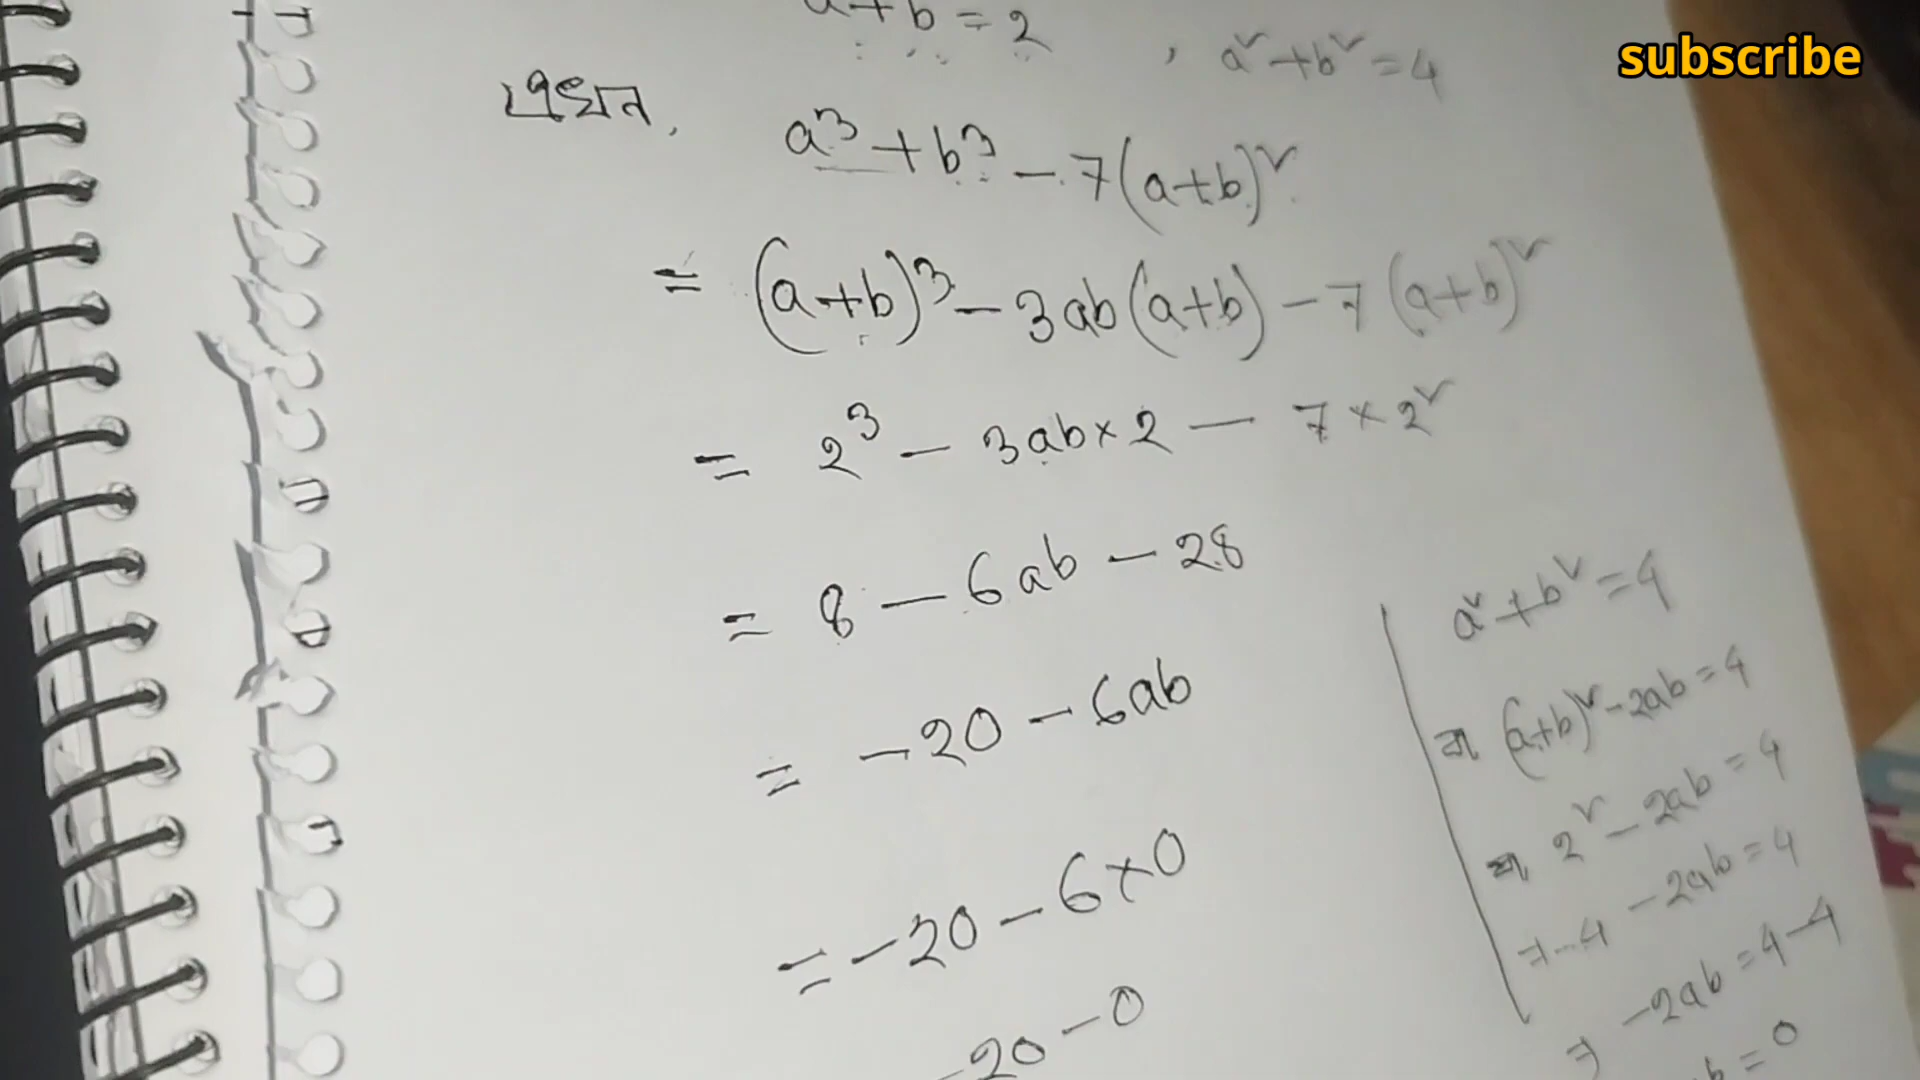 a+b = 2 , a² + b² = 4
subscribe
এখন, a³ + b³ - 7(a+b)²
= (a+b)³ - 3ab(a+b) - 7(a+b)²
= 2³ - 3ab×2 - 7×2²
= 8 - 6ab - 28
= -20 - 6ab
= -20 - 6×0
-20 - 0
a² + b² = 4
বা (a+b)² - 2ab = 4
বা 2² - 2ab = 4
⇒ 4 - 2ab = 4
⇒ -2ab = 4 - 4
b = 0